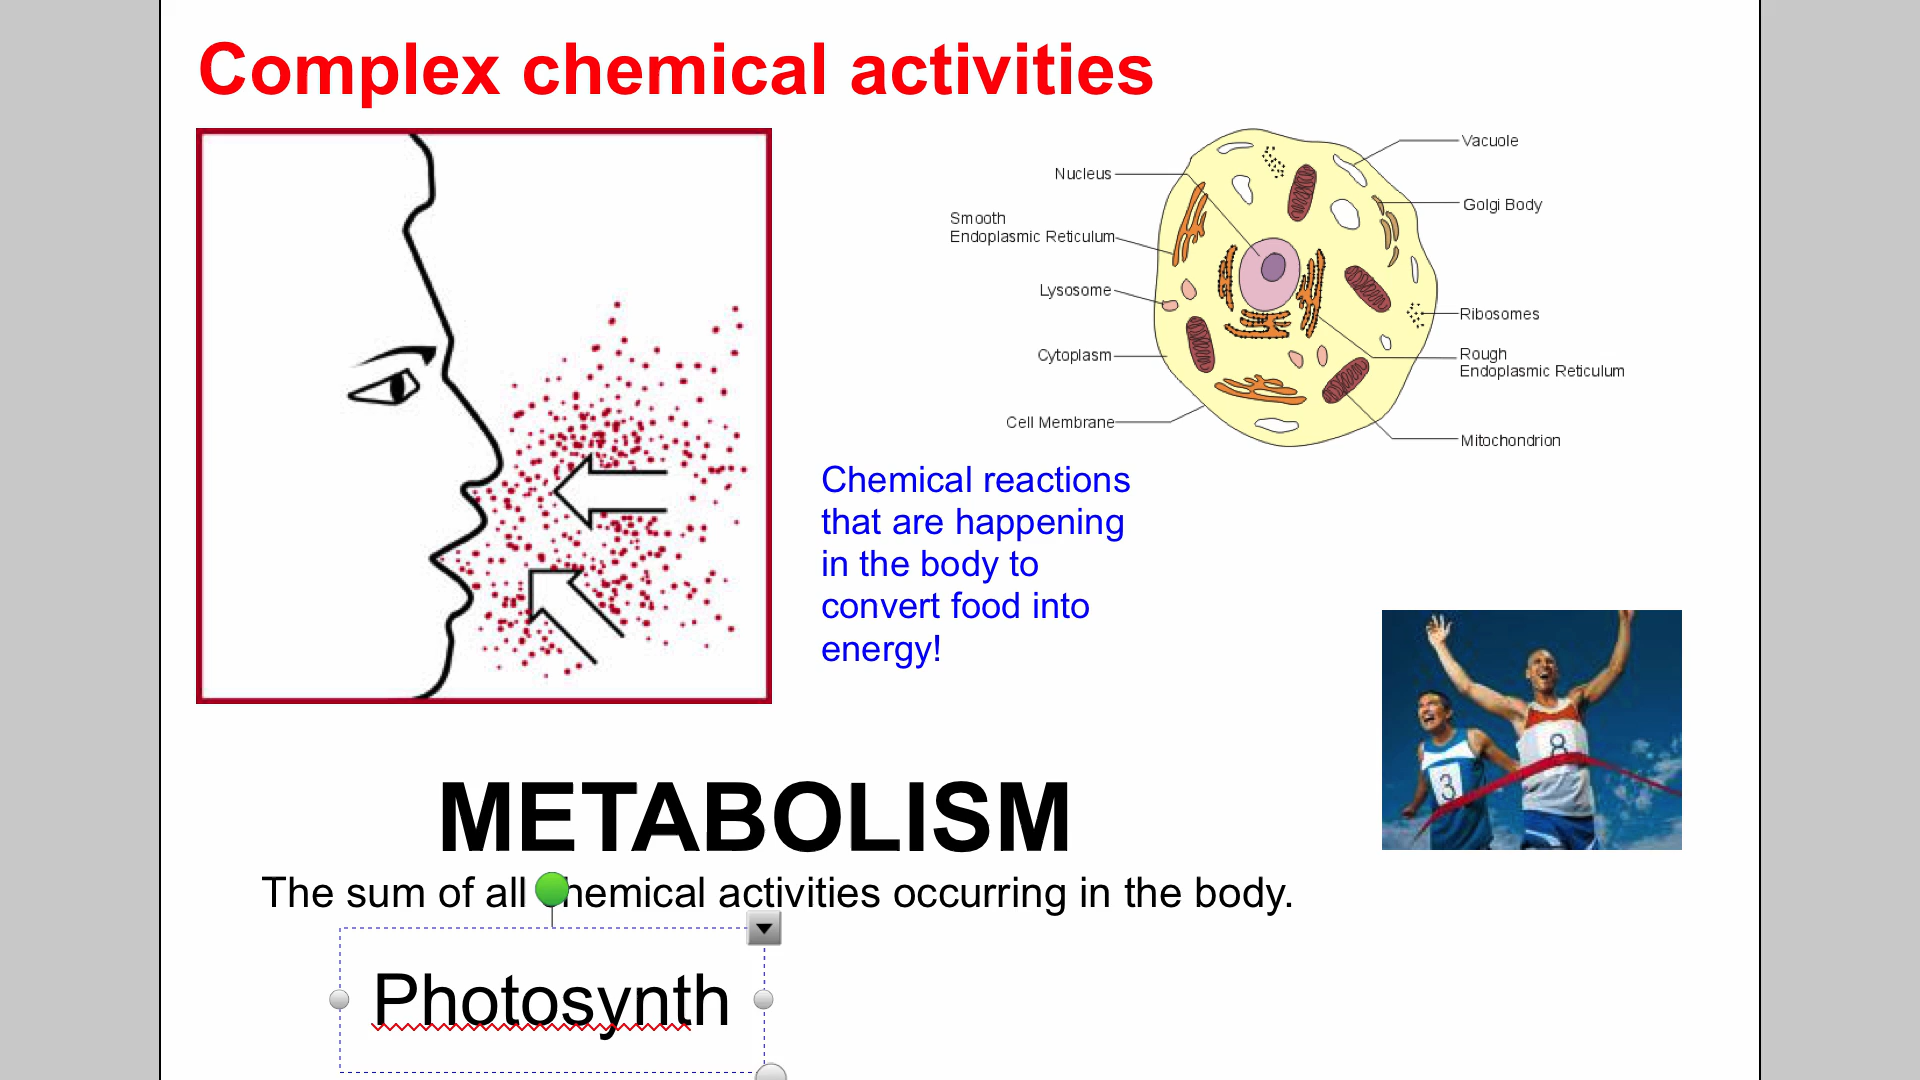 Complex chemical activities
Nucleus
Smooth
Endoplasmic Reticulum
Lysosome
Cytoplasm
Cell Membrane
Vacuole
Golgi Body
Ribosomes
Rough
Endoplasmic Reticulum
Mitochondrion
Chemical reactions
that are happening
in the body to
convert food into
energy!
3
8
METABOLISM
The sum of all hemical activities occurring in the body.
Photosynth